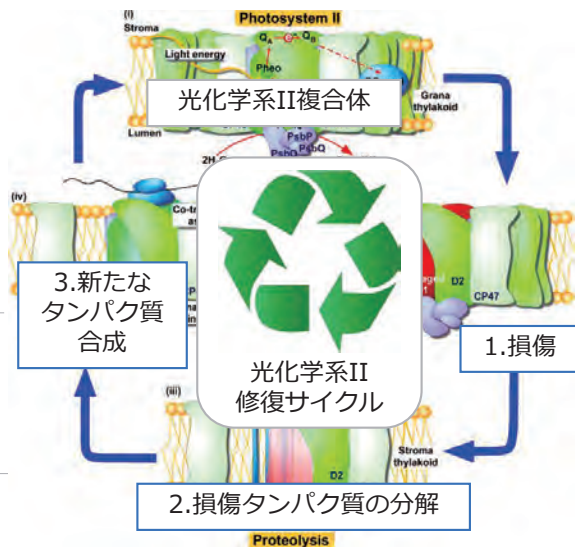 (i)
Photosystem II
Stroma
Light energy
QA
QB
Pheo
光化学系II複合体
Grana
thylakoid
Lumen
PsbP
PsbQ
PsbO
(iv)
3.新たな
タンパク質
合成
D2
CP47
1.損傷
光化学系II
修復サイクル
(iii)
D2
Stroma
thylakoid
2.損傷タンパク質の分解
Proteolysis